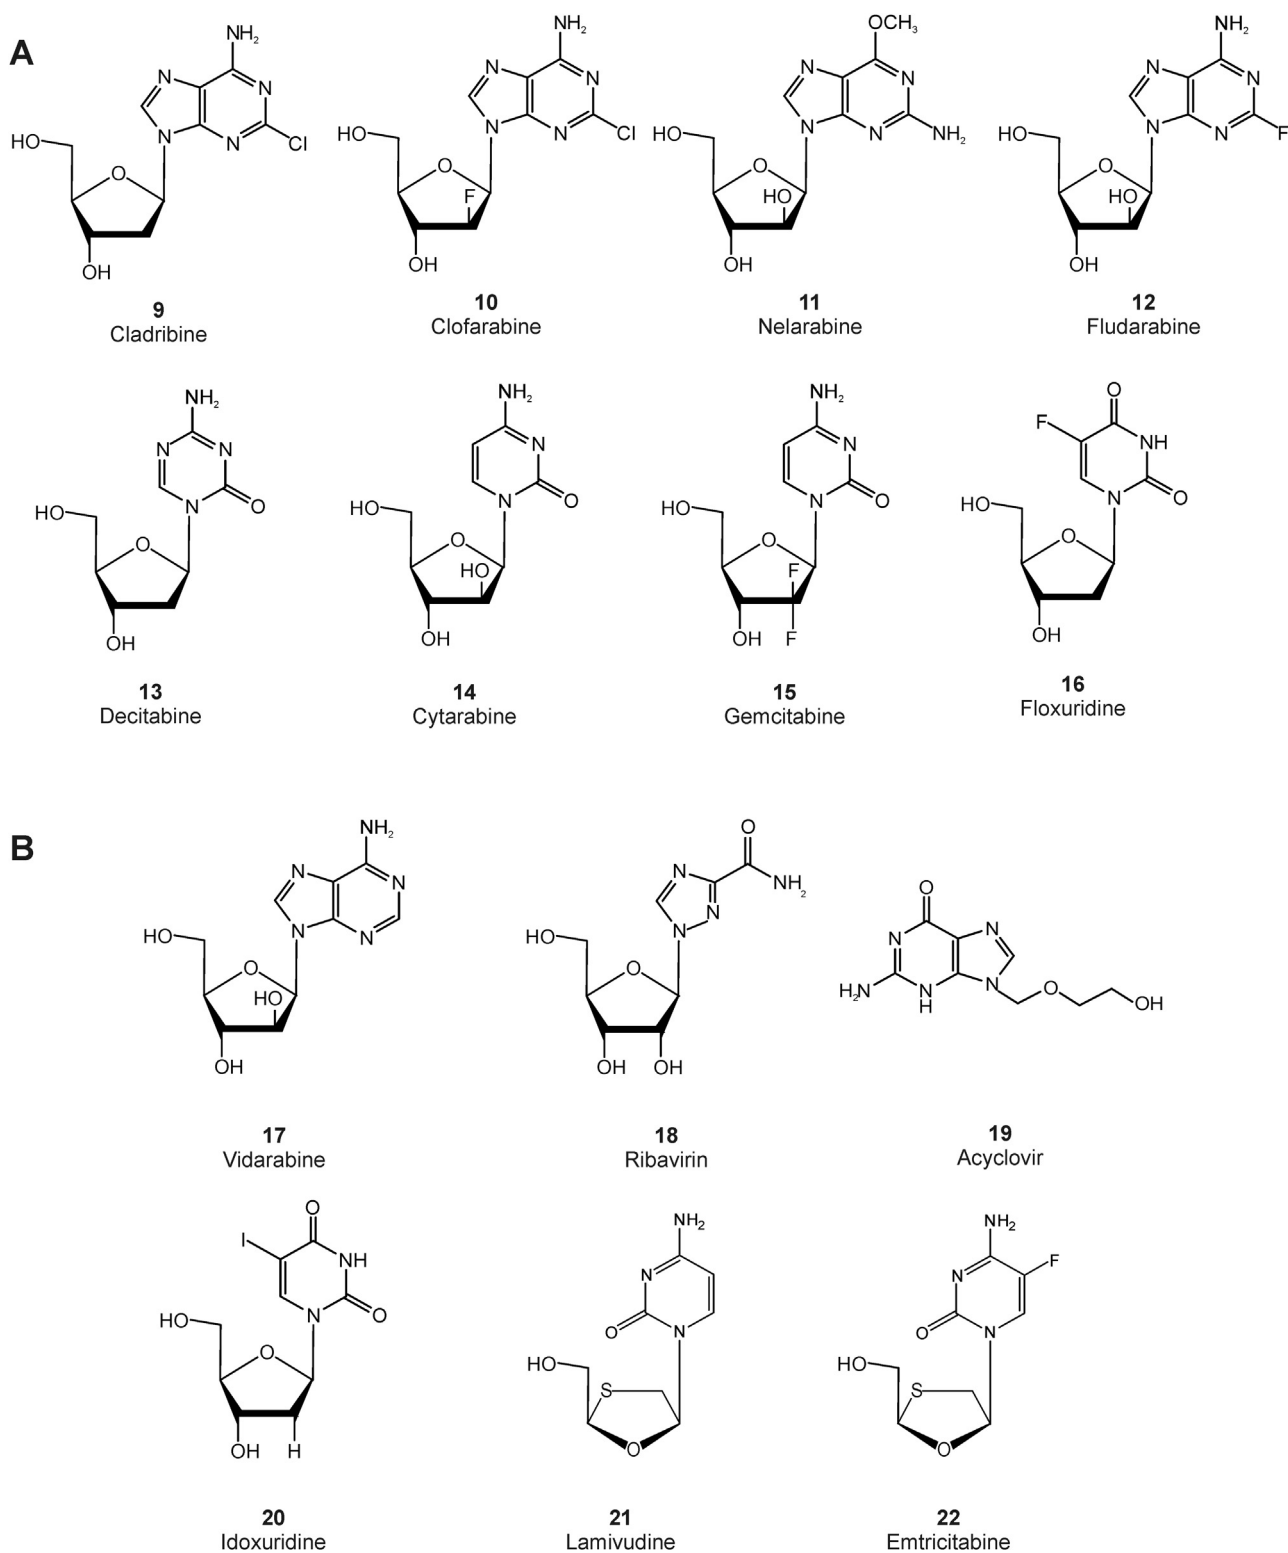 A
NH₂
N
N
N
N
Cl
HO
O
OH
9
Cladribine
NH₂
N
N
N
N
Cl
HO
O
F
OH
10
Clofarabine
OCH₃
N
N
N
N
NH₂
HO
O
HO
OH
11
Nelarabine
NH₂
N
N
N
N
F
HO
O
HO
OH
12
Fludarabine
NH₂
N
N
N
O
HO
O
OH
13
Decitabine
NH₂
N
N
O
HO
O
HO
OH
14
Cytarabine
NH₂
N
N
O
HO
O
F
OH
F
15
Gemcitabine
O
F
NH
N
O
HO
O
OH
16
Floxuridine
B
NH₂
N
N
N
N
HO
O
HO
OH
17
Vidarabine
O
N
NH₂
N
N
HO
O
OH
OH
18
Ribavirin
O
N
N
H₂N
N
H
N
O
OH
19
Acyclovir
O
I
NH
N
O
HO
O
OH
H
20
Idoxuridine
NH₂
N
O
N
HO
S
O
21
Lamivudine
NH₂
F
N
O
N
HO
S
O
22
Emtricitabine